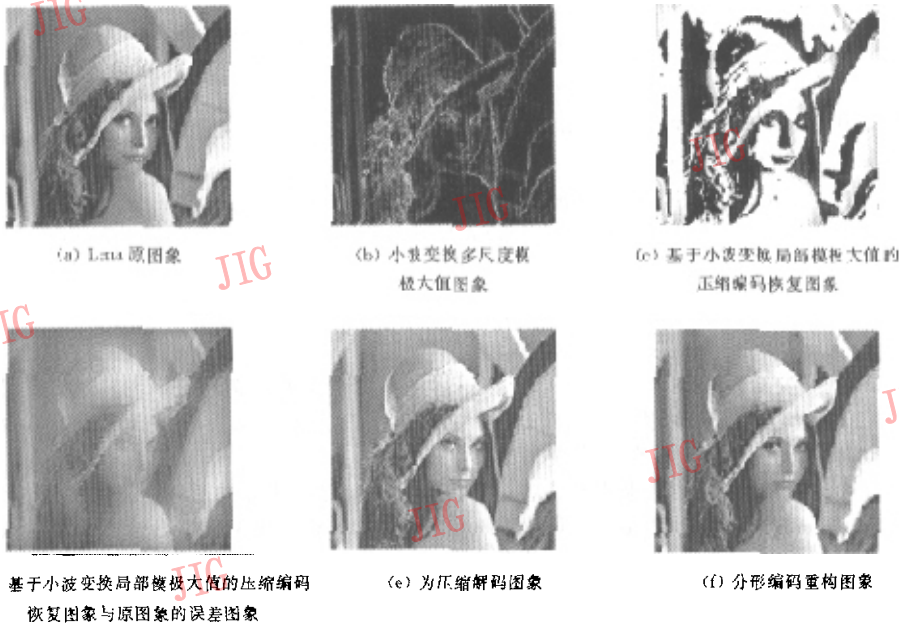 JIG
(a) Lena 原图象
(b) 小波变换多尺度模
极大值图象
(c) 基于小波变换局部模极大值的
压缩编码恢复图象
JIG
JIG
JIG
JIG
基于小波变换局部模极大值的压缩编码
恢复图象与原图象的误差图象
(e) 为压缩解码图象
(f) 分形编码重构图象
JIG
JIG
JIG
J